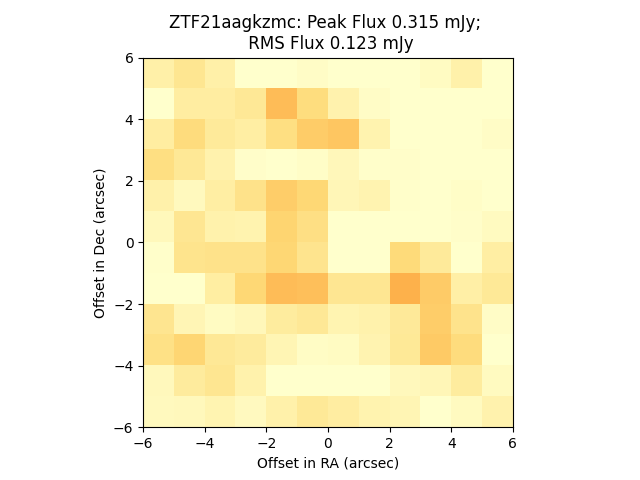 ZTF21aagkzmc: Peak Flux 0.315 mJy;
RMS Flux 0.123 mJy
6
4
2
0
−2
−4
−6
Offset in Dec (arcsec)
−6 −4 −2 0 2 4 6
Offset in RA (arcsec)